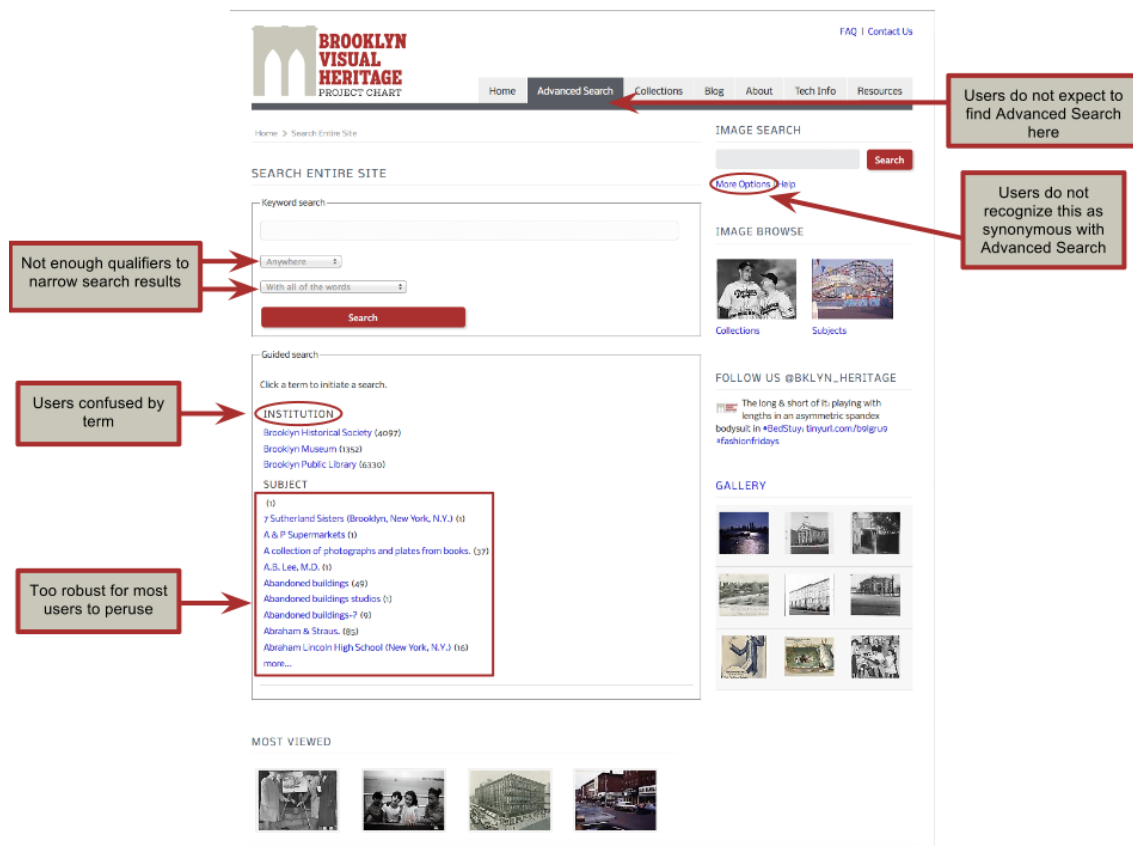 BROOKLYN
VISUAL
HERITAGE
PROJECT CHART
FAQ | Contact Us
Home Advanced Search Collections Blog About Tech Info Resources
Users do not expect to
find Advanced Search
here
Home > Search Entire Site
IMAGE SEARCH
Search
More Options | Help
Users do not
recognize this as
synonymous with
Advanced Search
SEARCH ENTIRE SITE
Keyword search
Anywhere
With all of the words
Search
Not enough qualifiers to
narrow search results
IMAGE BROWSE
Dodgers
Collections Subjects
Guided search
Click a term to initiate a search.
Users confused by
term
INSTITUTION
Brooklyn Historical Society (4097)
Brooklyn Museum (1352)
Brooklyn Public Library (6330)
SUBJECT
(1)
7 Sutherland Sisters (Brooklyn, New York, N.Y.) (1)
A & P Supermarkets (1)
A collection of photographs and plates from books. (37)
A.B. Lee, M.D. (1)
Abandoned buildings (49)
Abandoned buildings studios (1)
Abandoned buildings-? (9)
Abraham & Straus. (85)
Abraham Lincoln High School (New York, N.Y.) (16)
more...
Too robust for most
users to peruse
FOLLOW US @BKLYN_HERITAGE
The long & short of it: playing with
lengths in an asymmetric spandex
bodysuit in #BedStuy: tinyurl.com/b9lgru9
#fashionfridays
GALLERY
MOST VIEWED